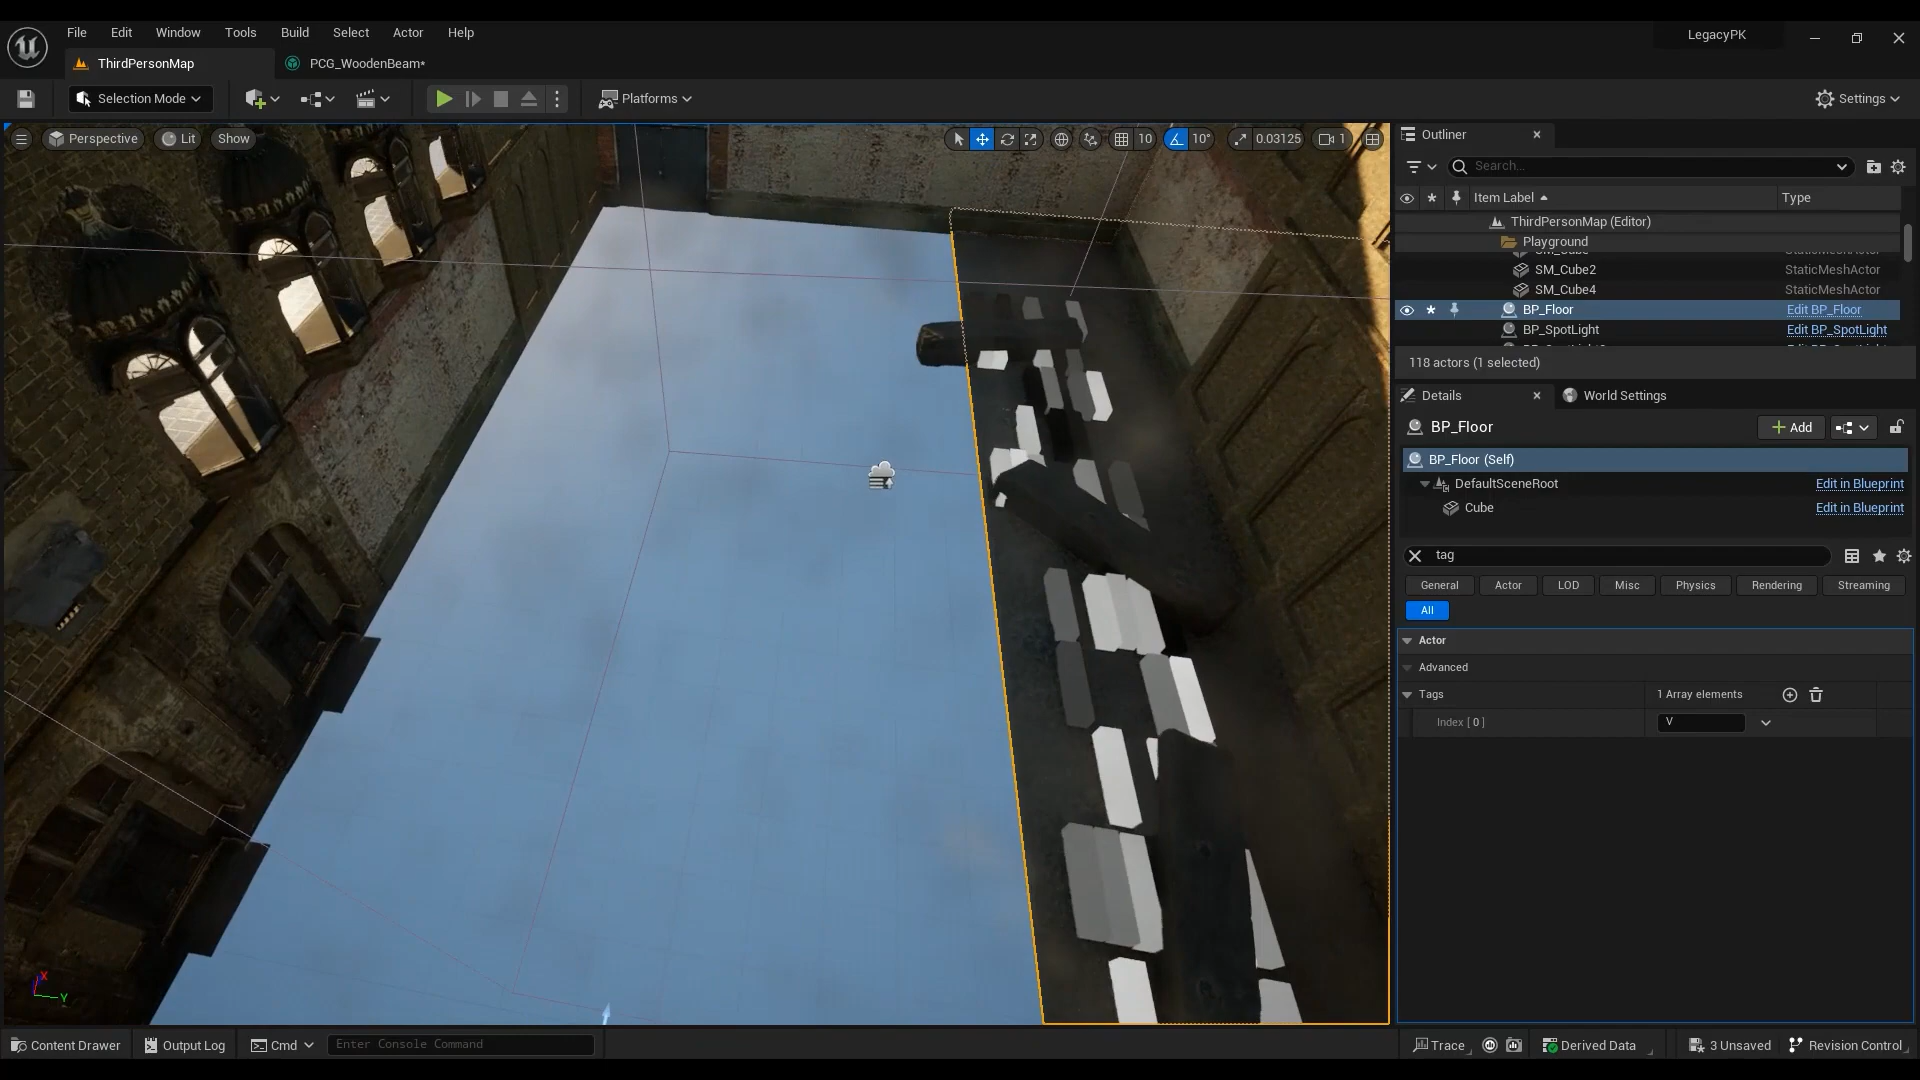 File Edit Window Tools Build Select Actor Help
LegacyPK
ThirdPersonMap
PCG_WoodenBeam*
Selection Mode
Platforms
Settings
Perspective
Lit
Show
10
10°
0.03125
1
Outliner
Search...
Item Label
Type
ThirdPersonMap (Editor)
Playground
SM_Cube2 StaticMeshActor
SM_Cube4 StaticMeshActor
BP_Floor Edit BP_Floor
BP_SpotLight Edit BP_SpotLight
118 actors (1 selected)
Details
World Settings
BP_Floor
Add
BP_Floor (Self)
DefaultSceneRoot Edit in Blueprint
Cube Edit in Blueprint
tag
General Actor LOD Misc Physics Rendering Streaming
All
Actor
Advanced
Tags 1 Array elements
Index [ 0 ] V
X
Y
Content Drawer
Output Log
Cmd
Enter Console Command
Trace
Derived Data
3 Unsaved
Revision Control